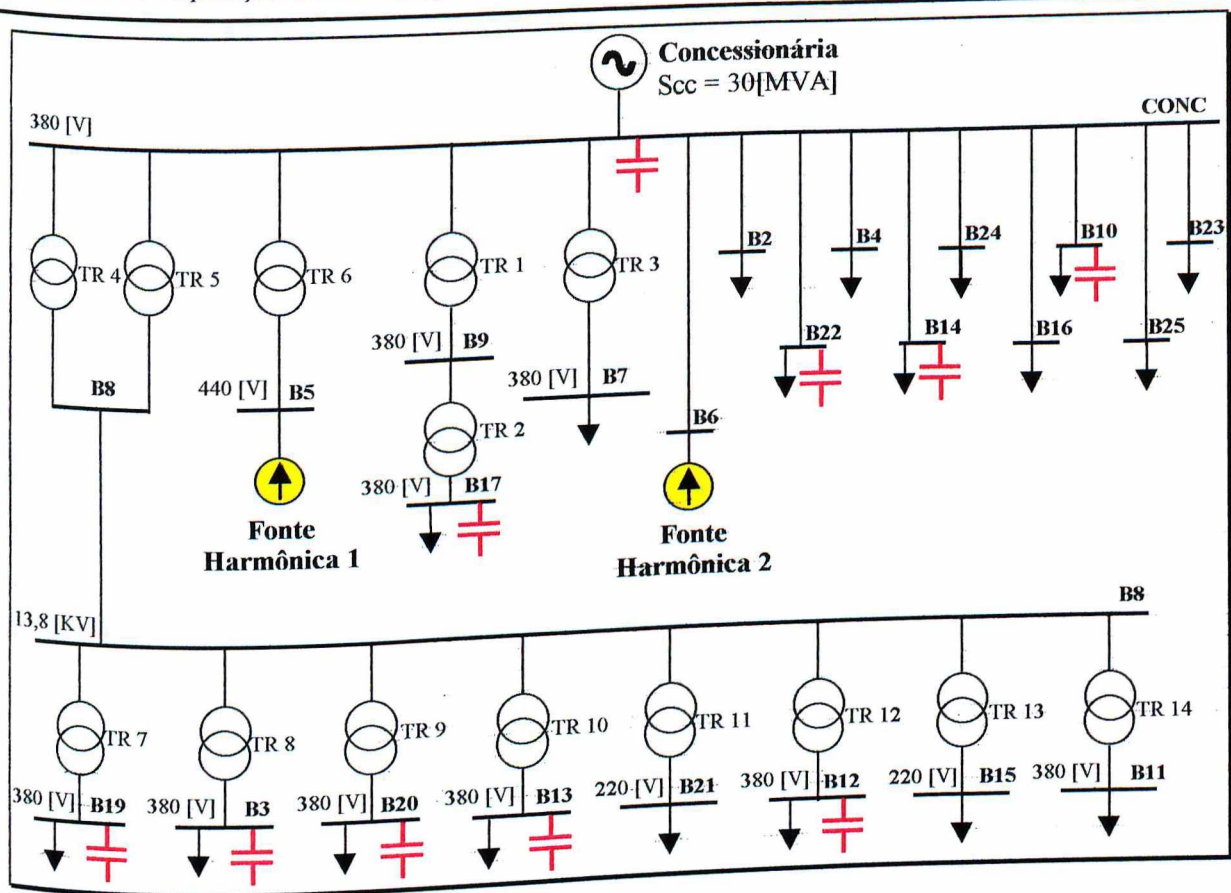 Concessionária
Scc = 30[MVA]
380 [V]
CONC
TR 4
TR 5
TR 6
TR 1
TR 3
B2
B4
B24
B10
B23
380 [V] B9
B22
B14
B16
B25
B8
440 [V] B5
380 [V] B7
TR 2
B6
380 [V] B17
Fonte
Harmônica 1
Fonte
Harmônica 2
13,8 [KV]
B8
TR 7
TR 8
TR 9
TR 10
TR 11
TR 12
TR 13
TR 14
380 [V] B19
380 [V] B3
380 [V] B20
380 [V] B13
220 [V] B21
380 [V] B12
220 [V] B15
380 [V] B11